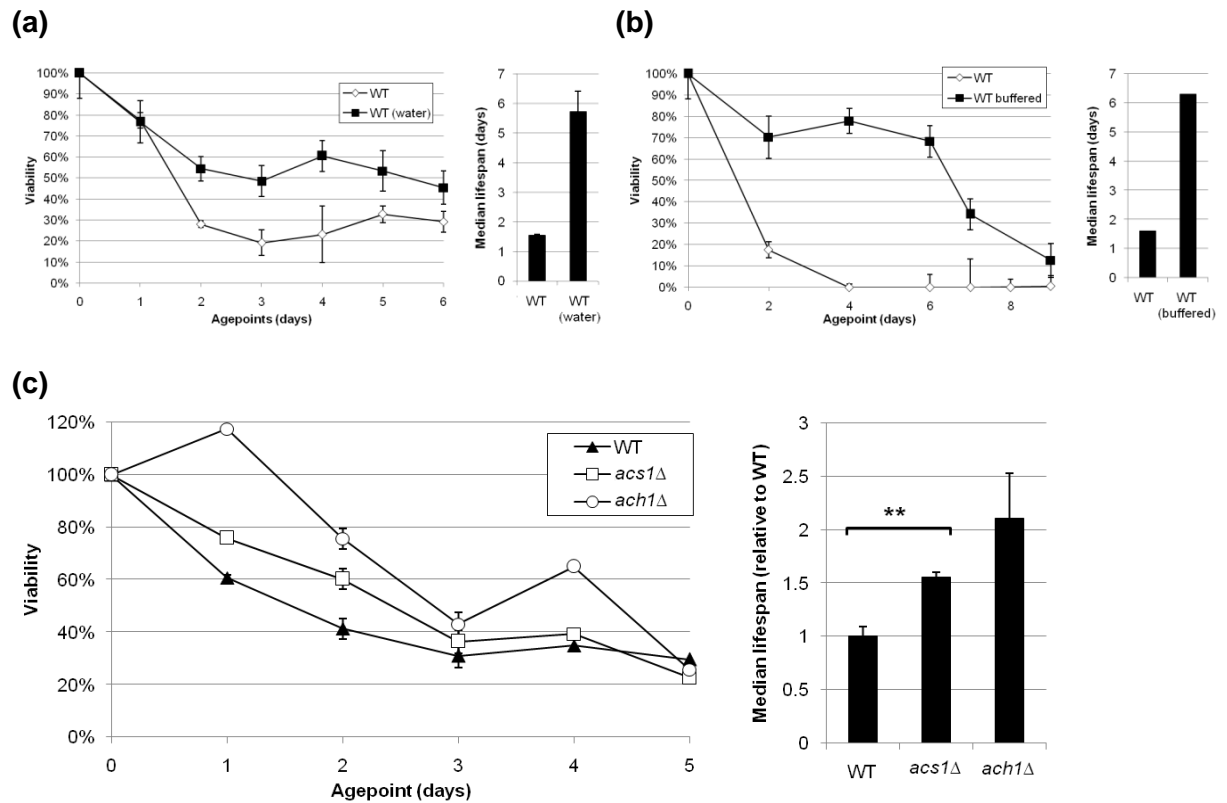 (a)
100%
90%
80%
70%
60%
50%
40%
30%
20%
10%
0%
Viability
0 1 2 3 4 5 6
Agepoints (days)
WT
WT (water)
7
6
5
4
3
2
1
0
Median lifespan (days)
WT WT
(water)
(b)
100%
90%
80%
70%
60%
50%
40%
30%
20%
10%
0%
Viability
0 2 4 6 8
Agepoint (days)
WT
WT buffered
7
6
5
4
3
2
1
0
Median lifespan (days)
WT WT
(buffered)
(c)
120%
100%
80%
60%
40%
20%
0%
Viability
0 1 2 3 4 5
Agepoint (days)
WT
acs1Δ
ach1Δ
3
2.5
2
1.5
1
0.5
0
Median lifespan (relative to WT)
**
WT acs1Δ ach1Δ